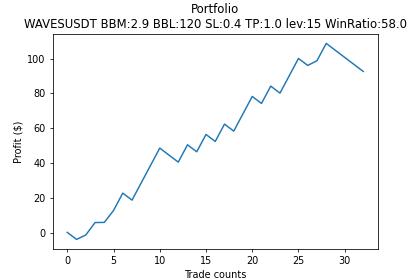 Portfolio
WAVESUSDT BBM:2.9 BBL:120 SL:0.4 TP:1.0 lev:15 WinRatio:58.0
100
80
60
40
20
0
Profit ($)
0 5 10 15 20 25 30
Trade counts